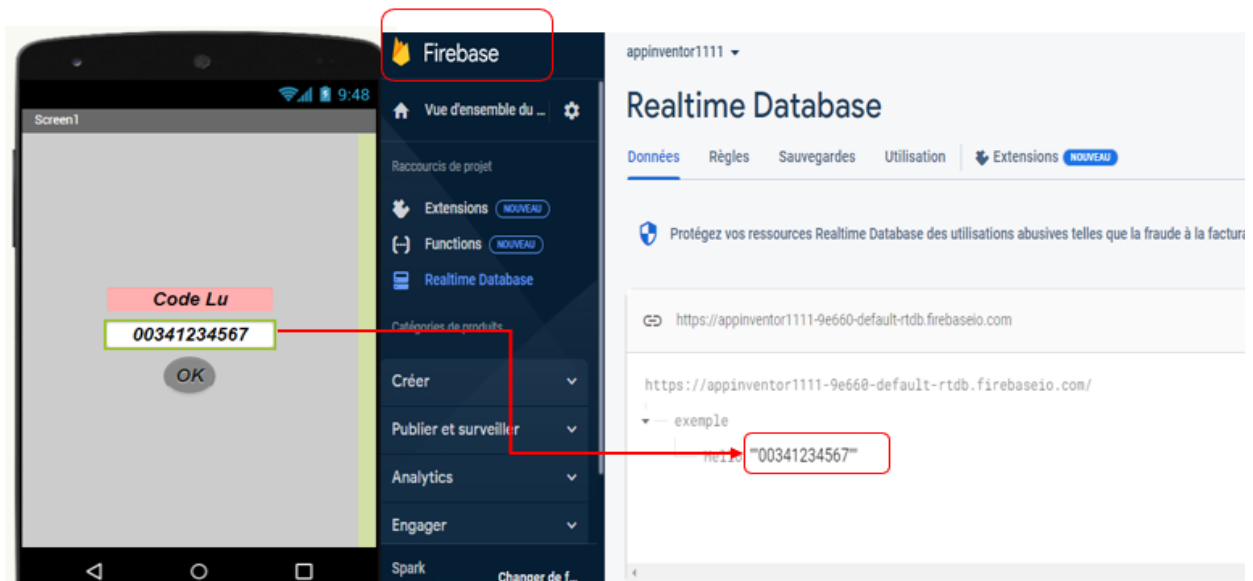 9:48
Screen1
Code Lu
00341234567
OK
Firebase
Vue d'ensemble du ...
Raccourcis de projet
Extensions NOUVEAU
Functions NOUVEAU
Realtime Database
Catégories de produits
Créer
Publier et surveiller
Analytics
Engager
Spark
Changer de f...
appinventor1111
Realtime Database
Données Règles Sauvegardes Utilisation Extensions NOUVEAU
Protégez vos ressources Realtime Database des utilisations abusives telles que la fraude à la factura
https://appinventor1111-9e660-default-rtdb.firebaseio.com
https://appinventor1111-9e660-default-rtdb.firebaseio.com/
exemple
Hello ""00341234567""